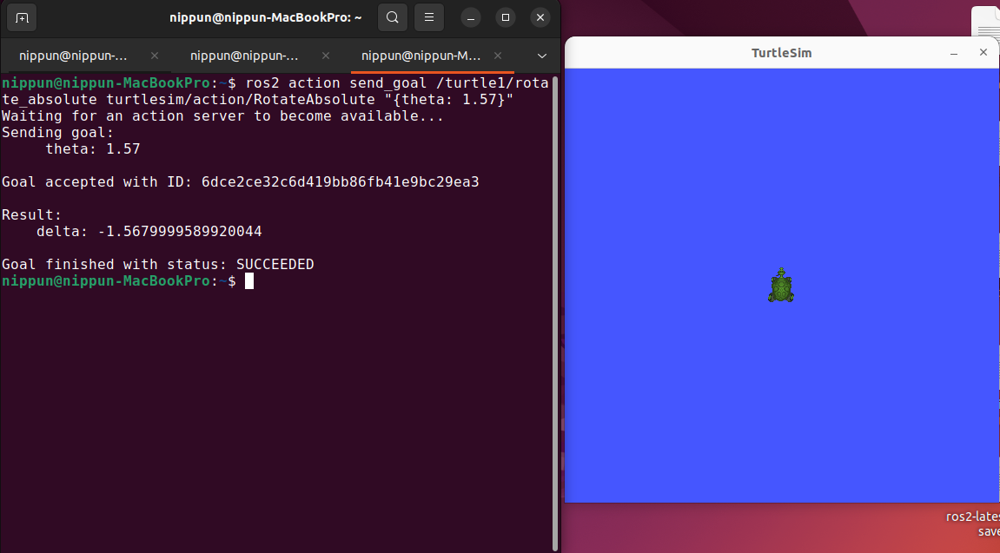 nippun@nippun-MacBookPro: ~
nippun@nippun-...
nippun@nippun-...
nippun@nippun-M...
nippun@nippun-MacBookPro:~$ ros2 action send_goal /turtle1/rota
te_absolute turtlesim/action/RotateAbsolute "{theta: 1.57}"
Waiting for an action server to become available...
Sending goal:
     theta: 1.57
Goal accepted with ID: 6dce2ce32c6d419bb86fb41e9bc29ea3
Result:
    delta: -1.5679999589920044
Goal finished with status: SUCCEEDED
nippun@nippun-MacBookPro:~$
TurtleSim
ros2-lates
save